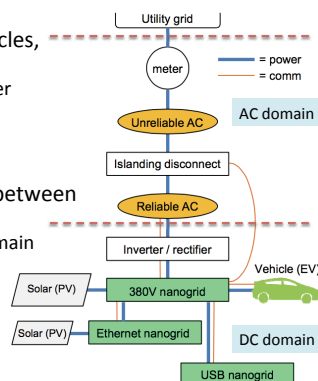 Utility grid
cles,
= power
= comm
er
meter
Unreliable AC
AC domain
Islanding disconnect
between
Reliable AC
main
Inverter / rectifier
Vehicle (EV)
Solar (PV)
380V nanogrid
Solar (PV)
Ethernet nanogrid
DC domain
USB nanogrid